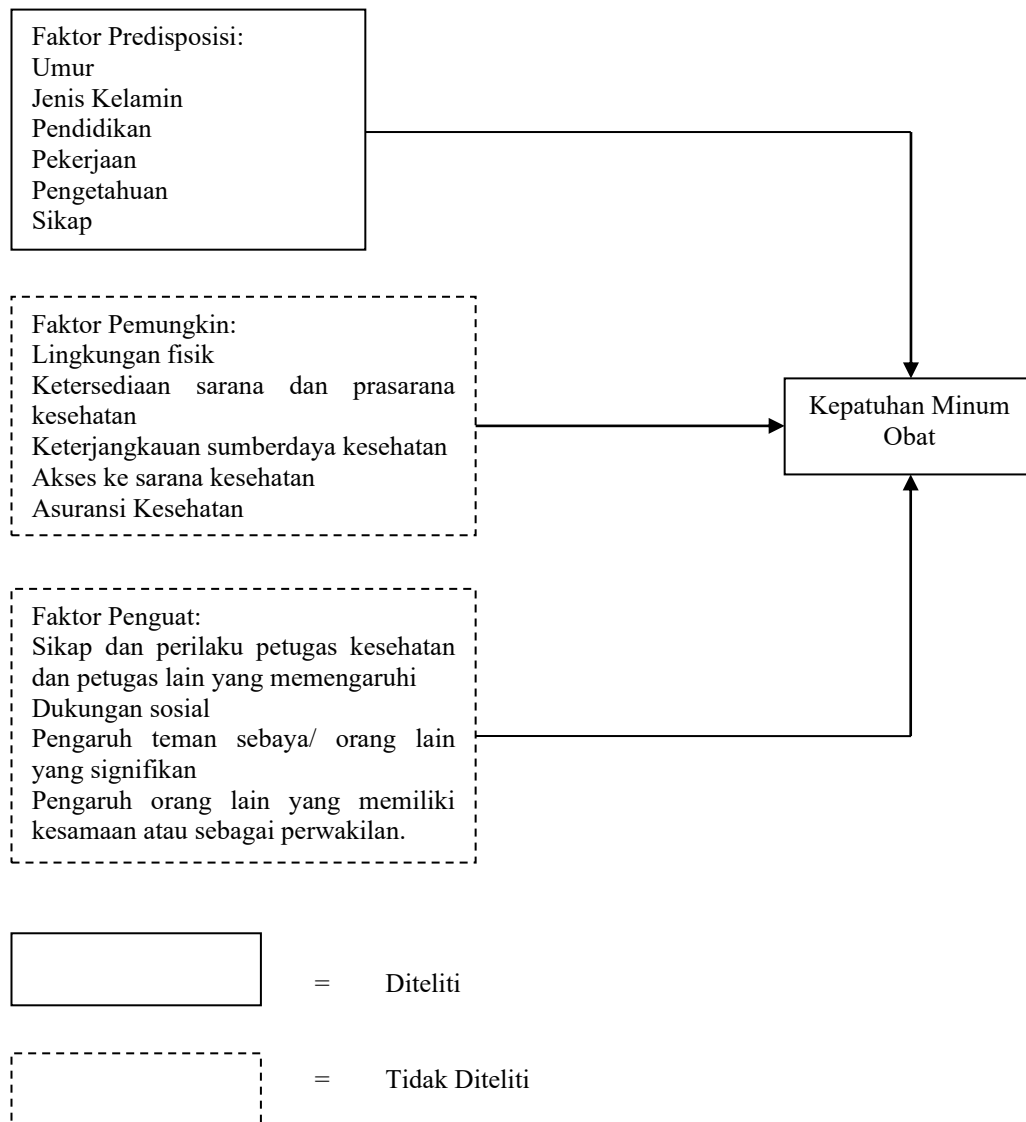 Faktor Predisposisi:
Umur
Jenis Kelamin
Pendidikan
Pekerjaan
Pengetahuan
Sikap
Faktor Pemungkin:
Lingkungan fisik
Ketersediaan sarana dan prasarana
kesehatan
Keterjangkauan sumberdaya kesehatan
Akses ke sarana kesehatan
Asuransi Kesehatan
Kepatuhan Minum
Obat
Faktor Penguat:
Sikap dan perilaku petugas kesehatan
dan petugas lain yang memengaruhi
Dukungan sosial
Pengaruh teman sebaya/ orang lain
yang signifikan
Pengaruh orang lain yang memiliki
kesamaan atau sebagai perwakilan.
= Diteliti
= Tidak Diteliti